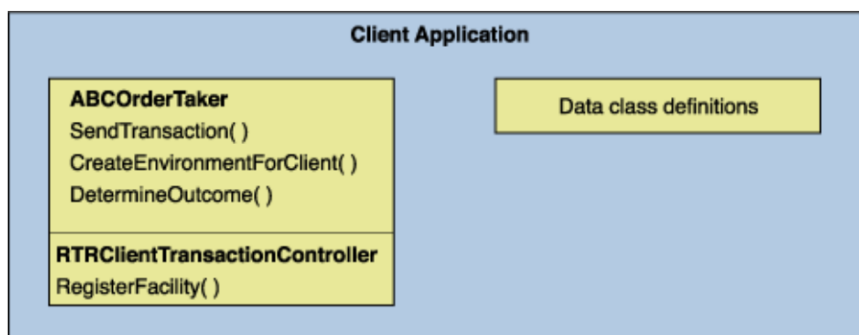 Client Application
ABCOrderTaker
SendTransaction( )
CreateEnvironmentForClient( )
DetermineOutcome( )
RTRClientTransactionController
RegisterFacility( )
Data class definitions